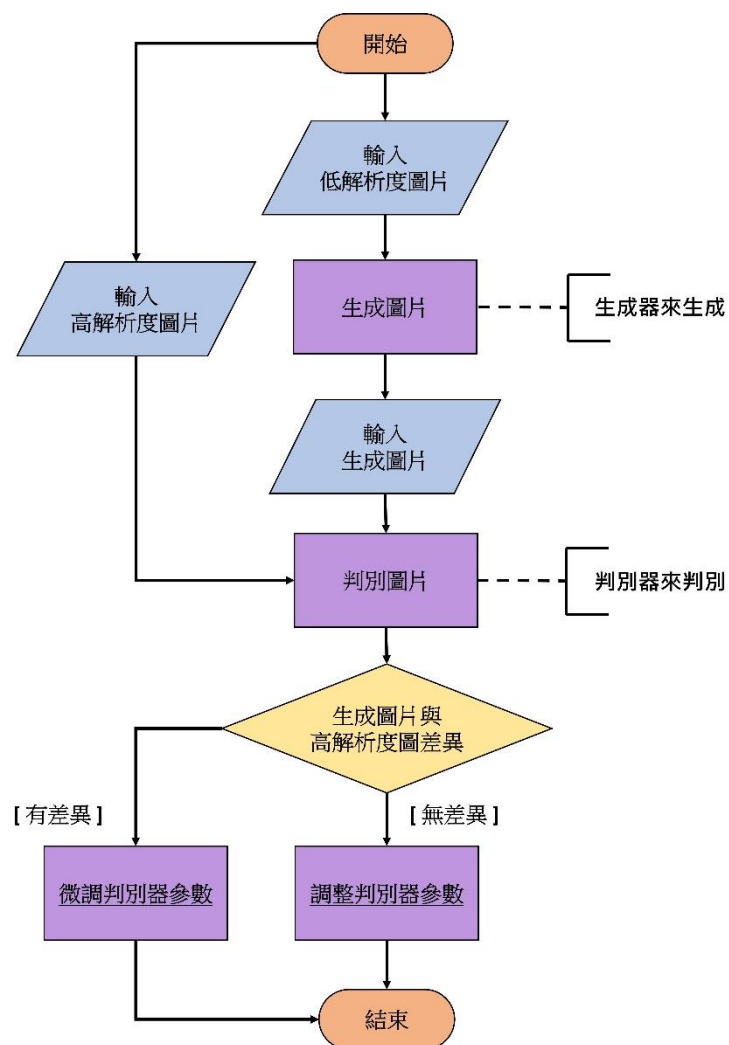 開始
輸入
低解析度圖片
輸入
高解析度圖片
生成圖片
生成器來生成
輸入
生成圖片
判別圖片
判別器來判別
生成圖片與
高解析度圖差異
[ 有差異 ]
[ 無差異 ]
微調判別器參數
調整判別器參數
結束